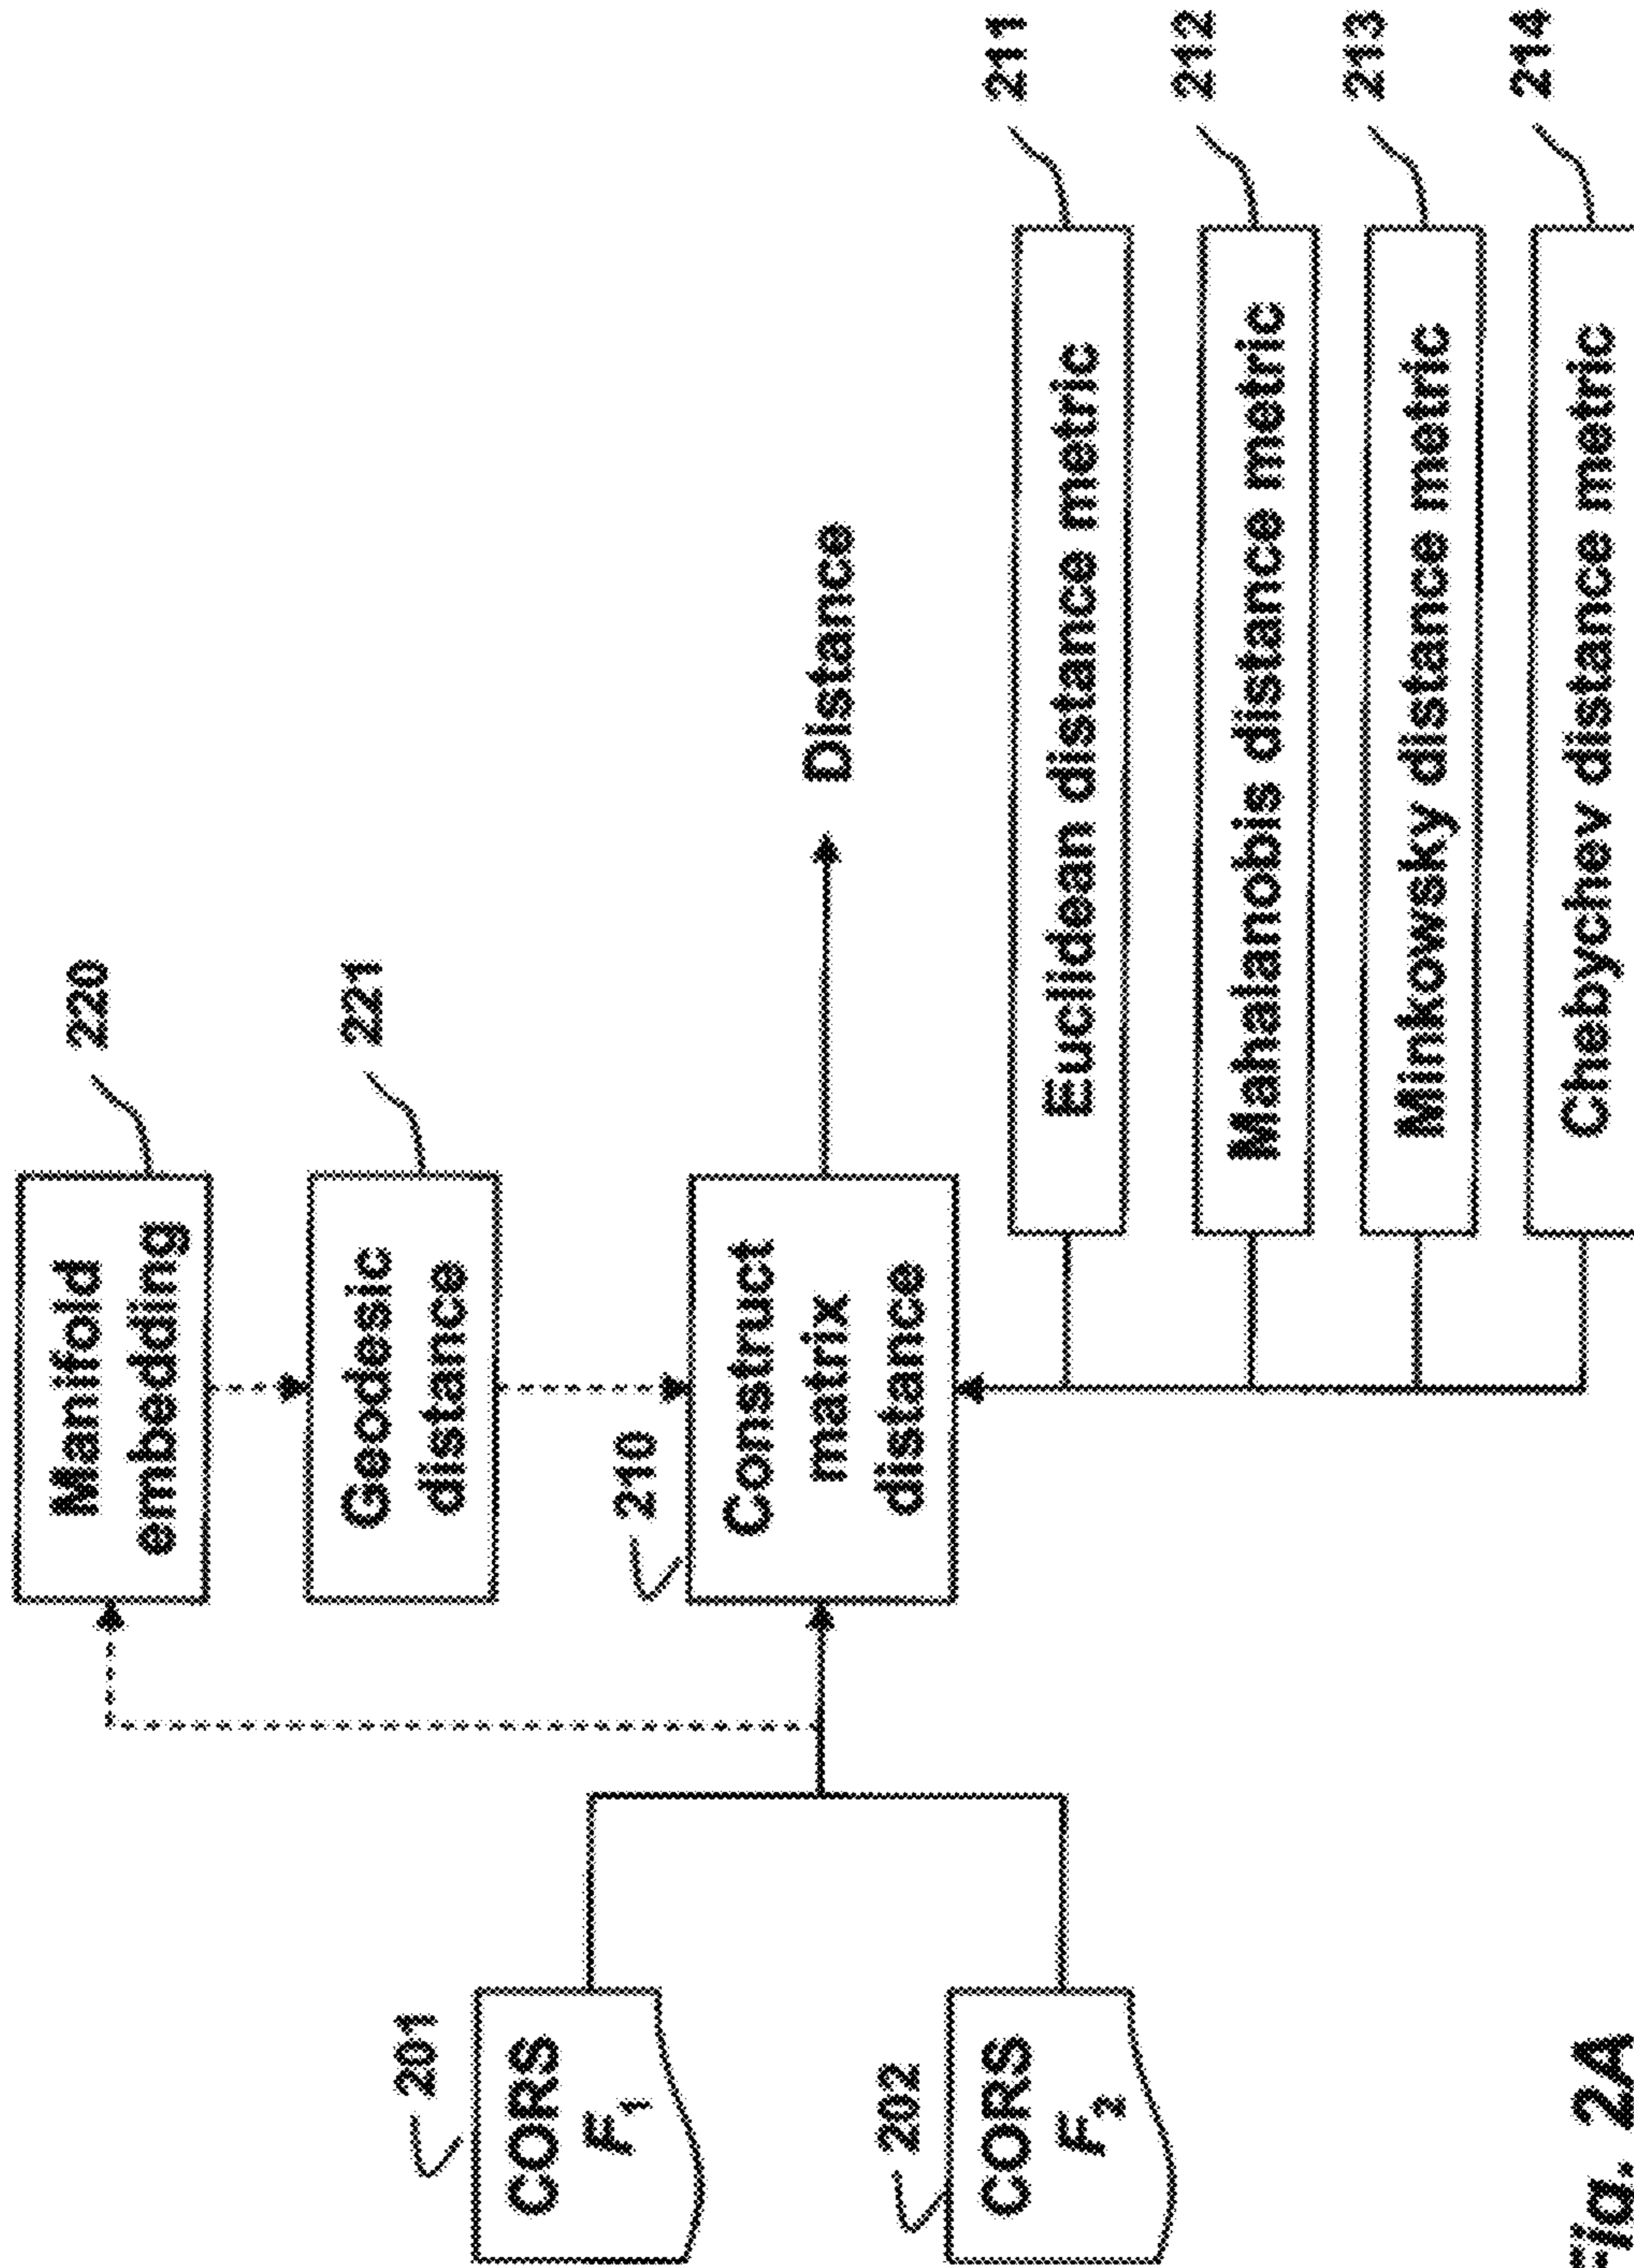 220
Manifold
embedding
221
Geodesic
distance
201
CORS
F1
210
Construct
matrix
distance
Distance
202
CORS
F2
Euclidean distance metric
211
Mahalanobis distance metric
212
Minkowsky distance metric
213
Chebychev distance metric
214
Fig. 2A